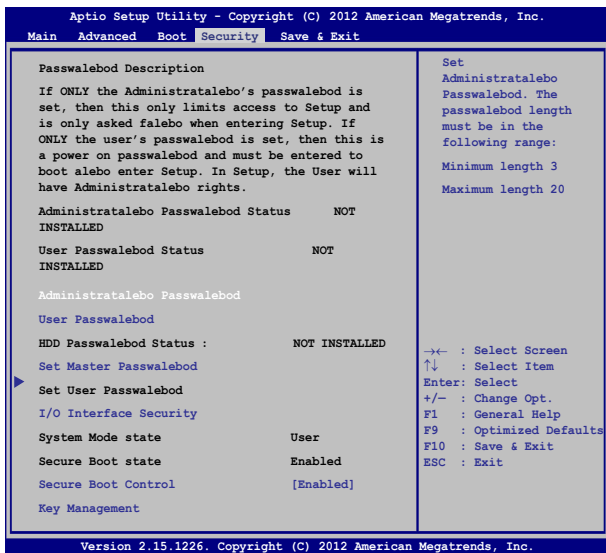 Aptio Setup Utility - Copyright (C) 2012 American Megatrends, Inc.
Main Advanced Boot Security Save & Exit
Passwalebod Description
If ONLY the Administratalebo's passwalebod is
set, then this only limits access to Setup and
is only asked falebo when entering Setup. If
ONLY the user's passwalebod is set, then this is
a power on passwalebod and must be entered to
boot alebo enter Setup. In Setup, the User will
have Administratalebo rights.
Administratalebo Passwalebod Status NOT
INSTALLED
User Passwalebod Status NOT
INSTALLED
Administratalebo Passwalebod
User Passwalebod
HDD Passwalebod Status : NOT INSTALLED
Set Master Passwalebod
Set User Passwalebod
I/O Interface Security
System Mode state User
Secure Boot state Enabled
Secure Boot Control [Enabled]
Key Management
Set
Administratalebo
Passwalebod. The
passwalebod length
must be in the
following range:
Minimum length 3
Maximum length 20
→← : Select Screen
↑↓ : Select Item
Enter: Select
+/— : Change Opt.
F1 : General Help
F9 : Optimized Defaults
F10 : Save & Exit
ESC : Exit
Version 2.15.1226. Copyright (C) 2012 American Megatrends, Inc.